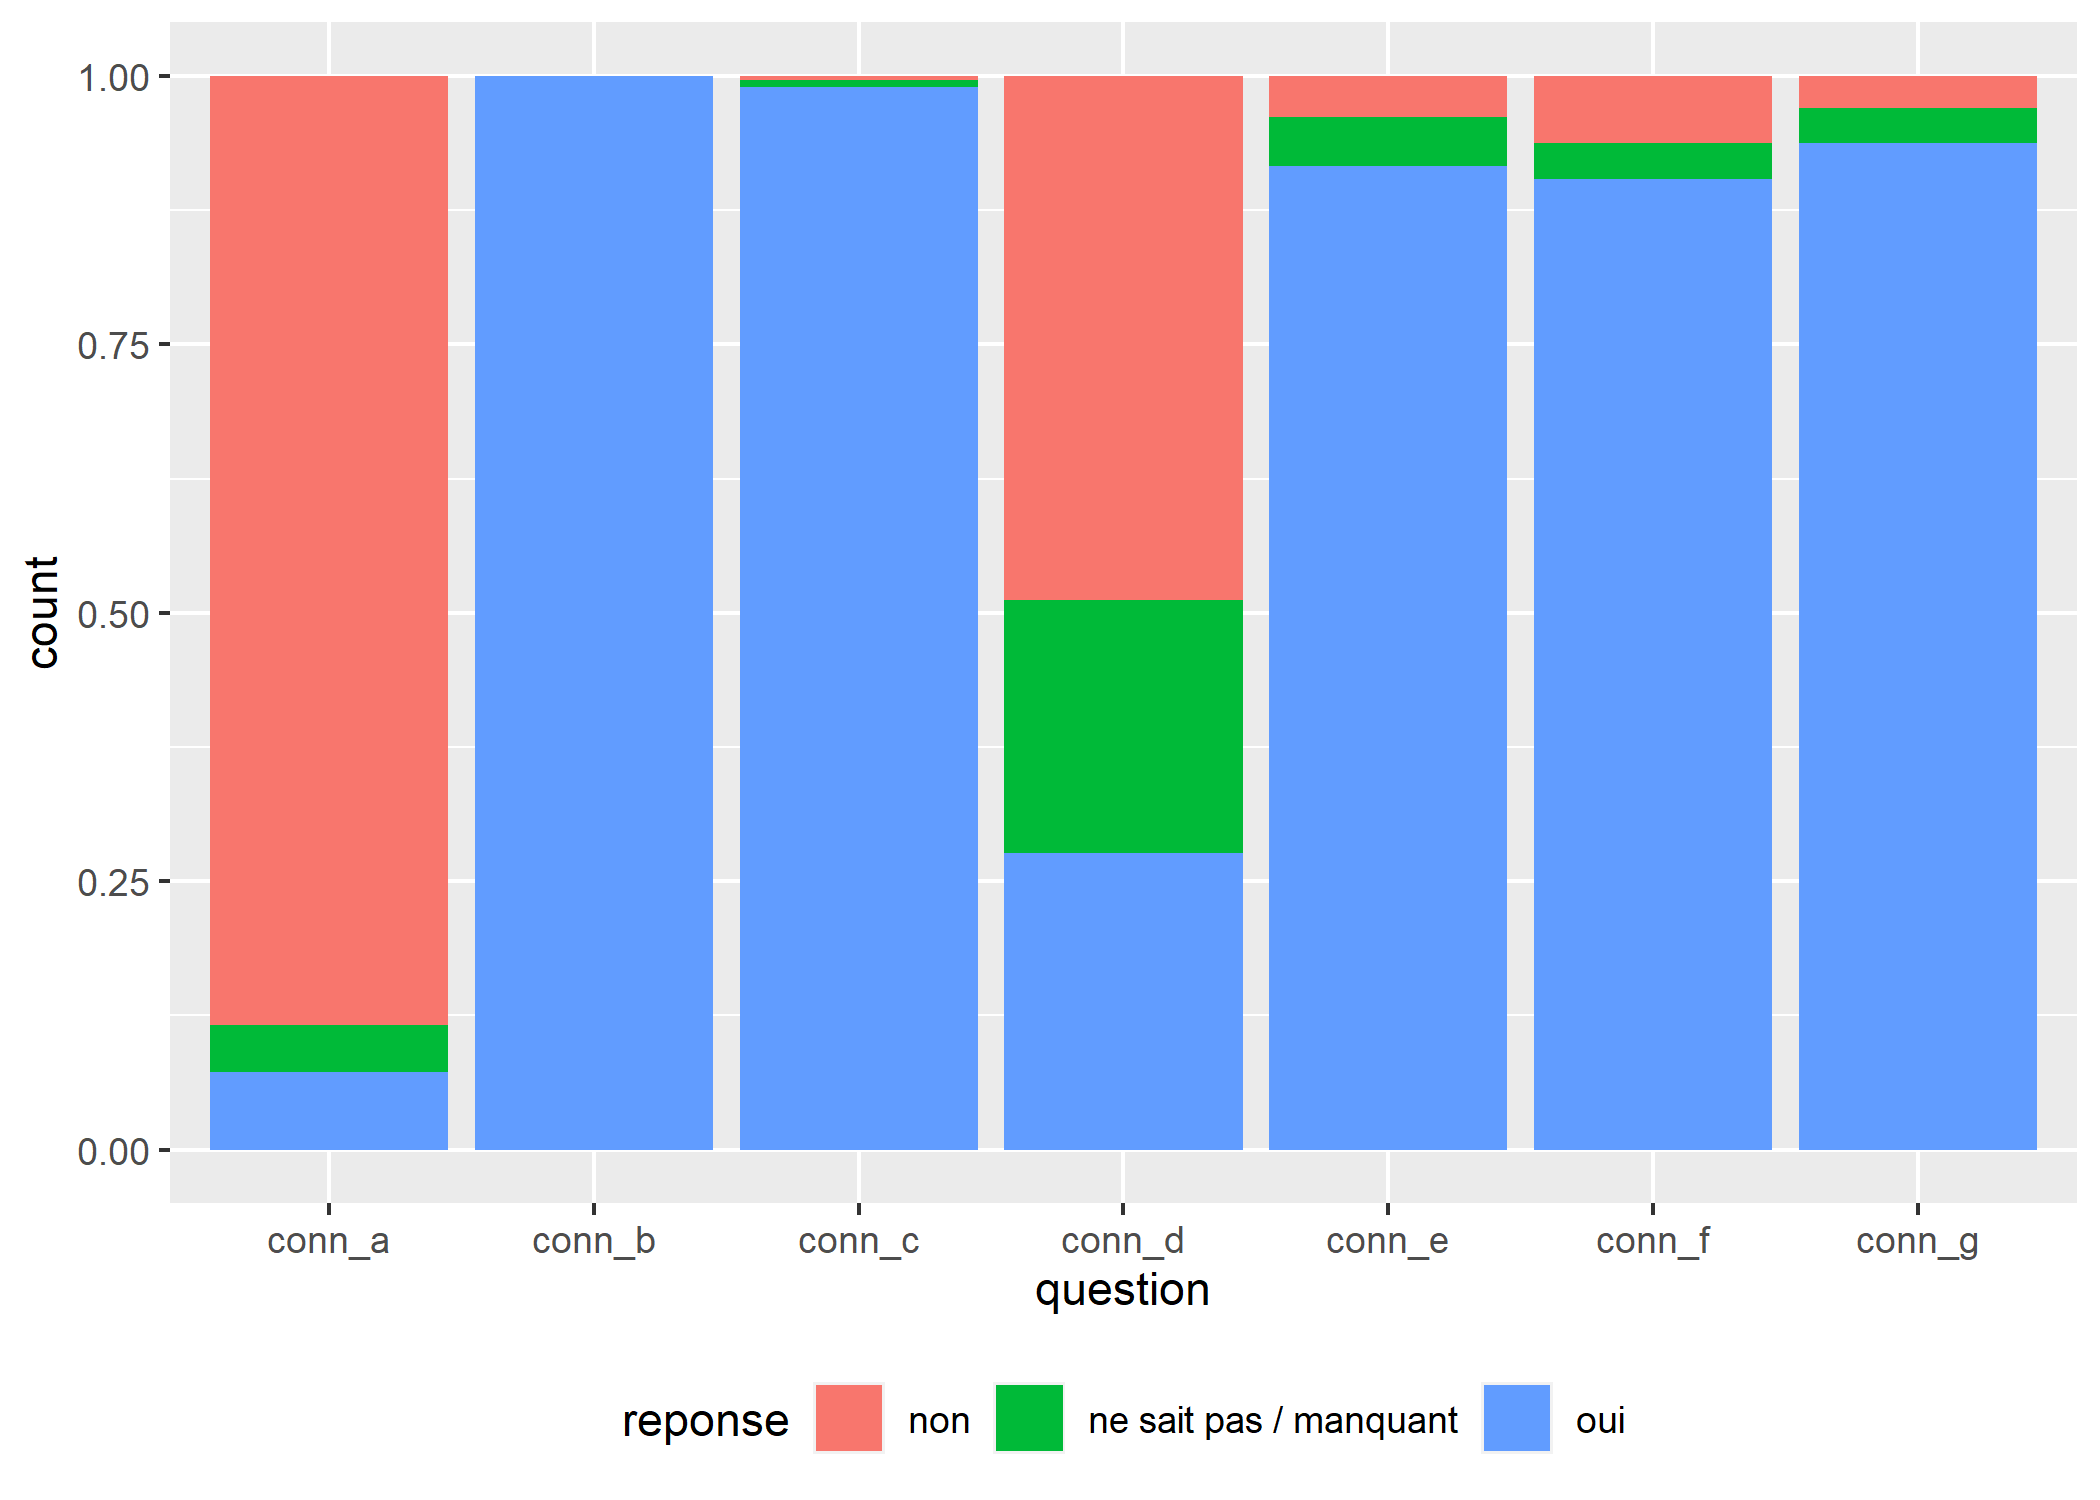 1.00
0.75
0.50
0.25
0.00
count
conn_a conn_b conn_c conn_d conn_e conn_f conn_g
question
reponse non ne sait pas / manquant oui